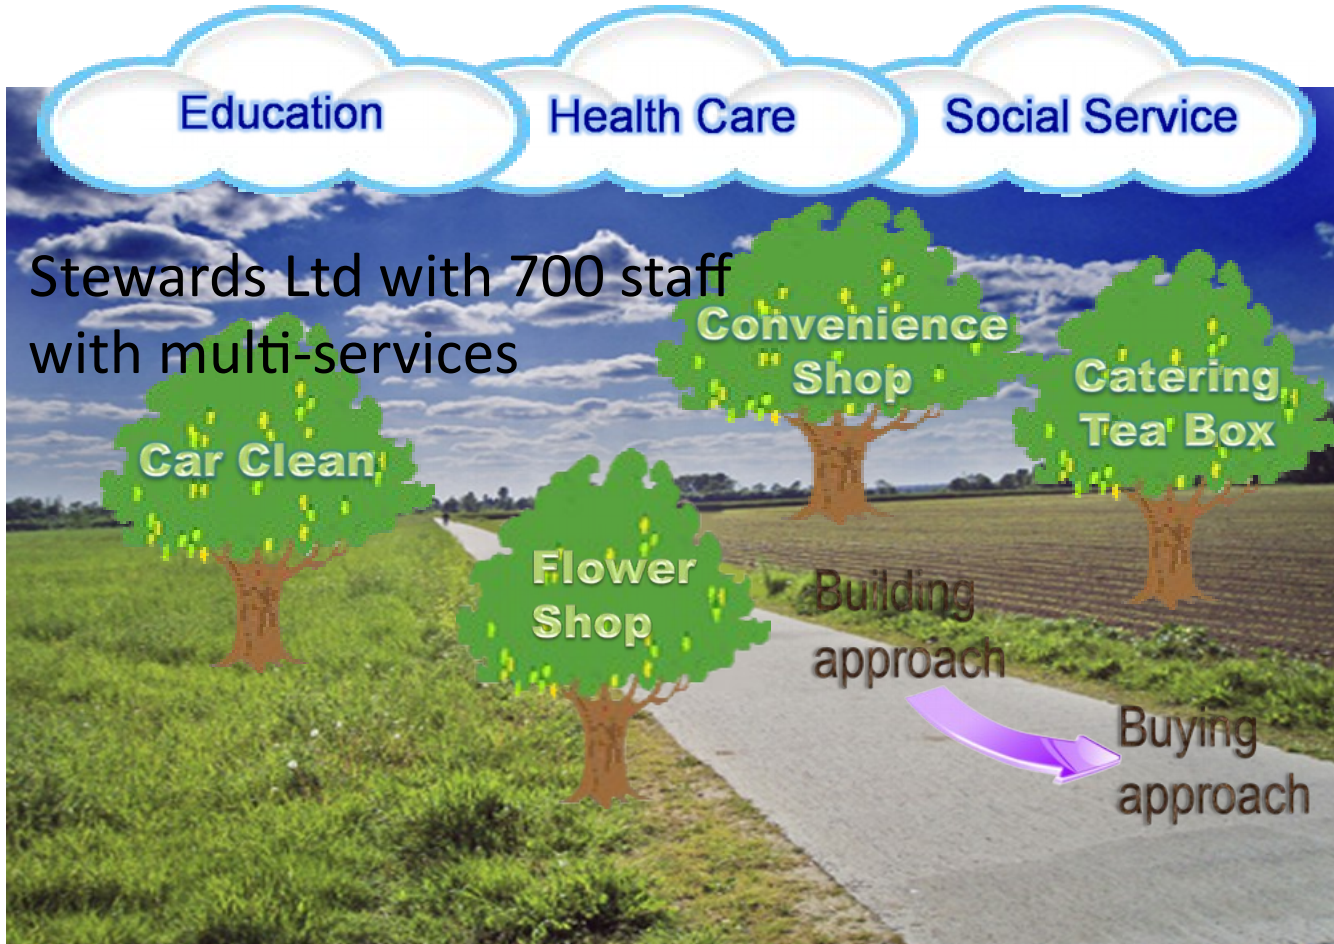 Education
Health Care
Social Service
Stewards Ltd with 700 staff
with multi-services
Convenience
Shop
Catering
Tea Box
Car Clean
Flower
Shop
Building
approach
Buying
approach